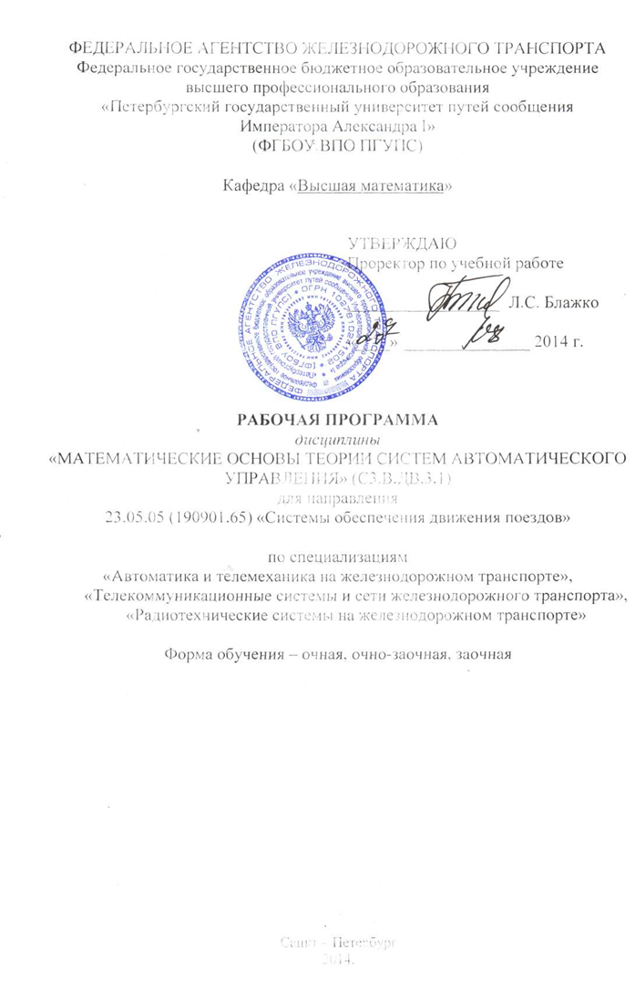 ФЕДЕРАЛЬНОЕ АГЕНТСТВО ЖЕЛЕЗНОДОРОЖНОГО ТРАНСПОРТА
Федеральное государственное бюджетное образовательное учреждение
высшего профессионального образования
«Петербургский государственный университет путей сообщения
Императора Александра I»
(ФГБОУ ВПО ПГУПС)
Кафедра «Высшая математика»
УТВЕРЖДАЮ
Проректор по учебной работе
Л.С. Блажко
« » 2014 г.
РАБОЧАЯ ПРОГРАММА
дисциплины
«МАТЕМАТИЧЕСКИЕ ОСНОВЫ ТЕОРИИ СИСТЕМ АВТОМАТИЧЕСКОГО
УПРАВЛЕНИЯ» (С3.В.ДВ.3.1)
для направления
23.05.05 (190901.65) «Системы обеспечения движения поездов»
по специализациям
«Автоматика и телемеханика на железнодорожном транспорте»,
«Телекоммуникационные системы и сети железнодорожного транспорта»,
«Радиотехнические системы на железнодорожном транспорте»
Форма обучения – очная, очно-заочная, заочная
Санкт – Петербург
2014.